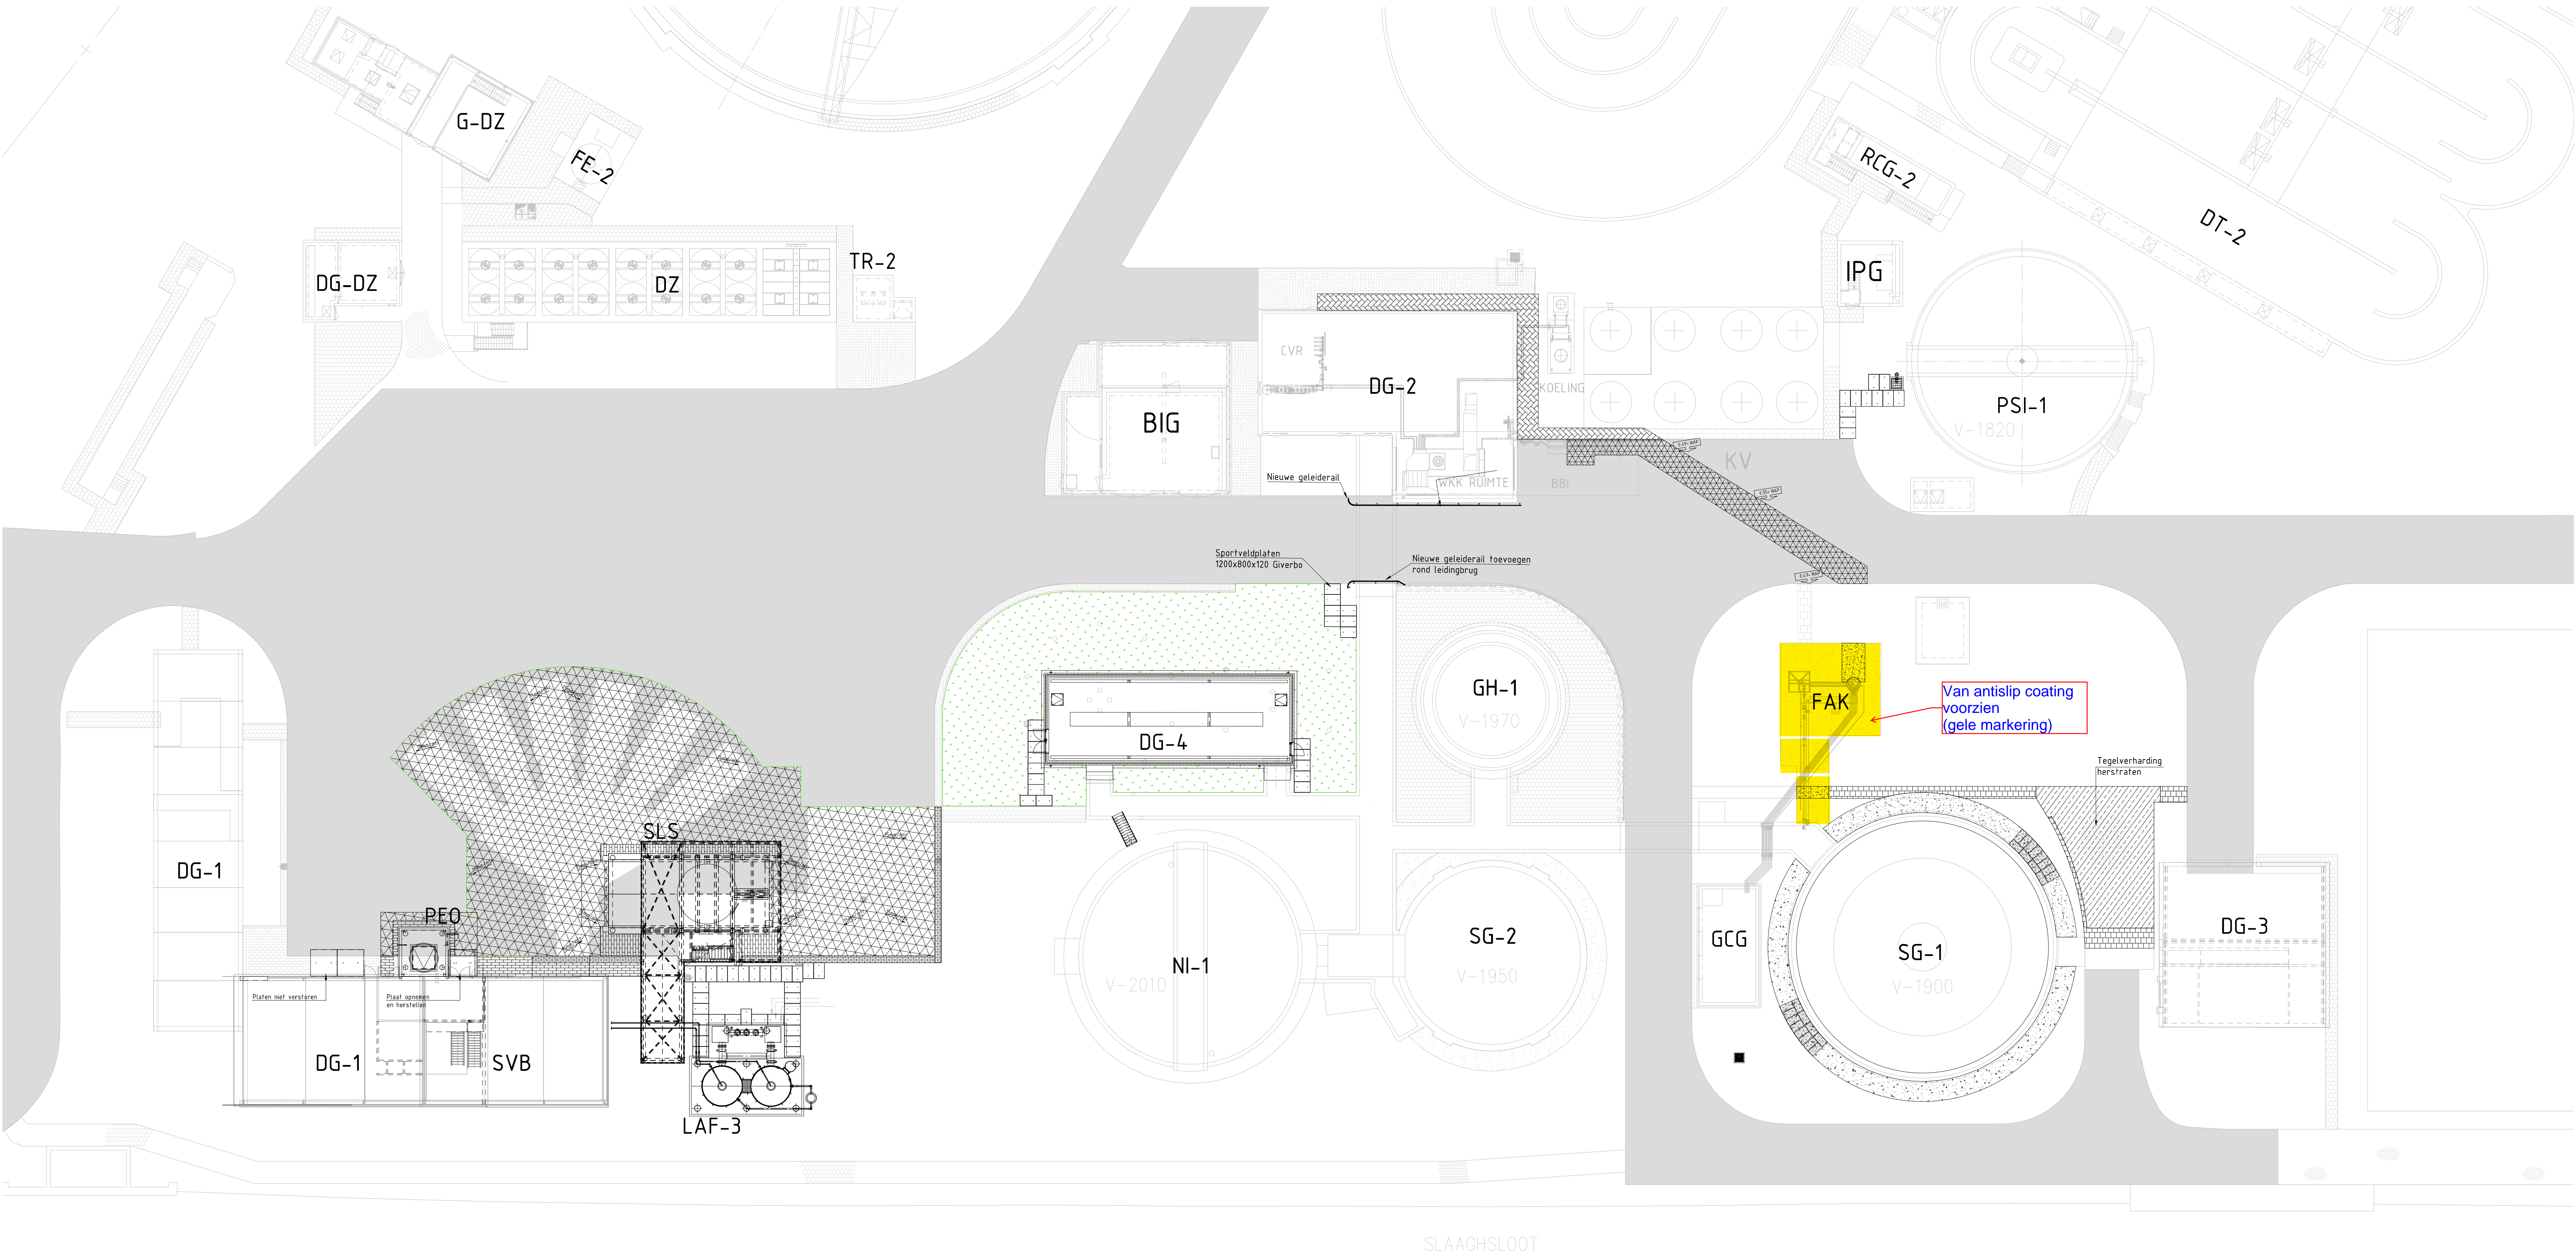 G-DZ
FE-2
RCG-2
DT-2
DG-DZ
DZ
TR-2
IPG
CVR
DG-2
KOELING
PSI-1
V-1820
BIG
KV
Nieuwe geleiderail
WKK RUIMTE
BBI
Sportveldplaten
1200x800x120 Giverbo
Nieuwe geleiderail toevoegen
rond leidingbrug
GH-1
V-1970
FAK
Van antislip coating
voorzien
(gele markering)
DG-4
Tegelverharding
herstraten
SLS
DG-1
PEO
GCG
SG-1
V-1900
DG-3
NI-1
V-2010
SG-2
V-1950
Platen niet verstoren
Plaat opnemen
en herstellen
DG-1
SVB
LAF-3
SLAAGHSLOOT